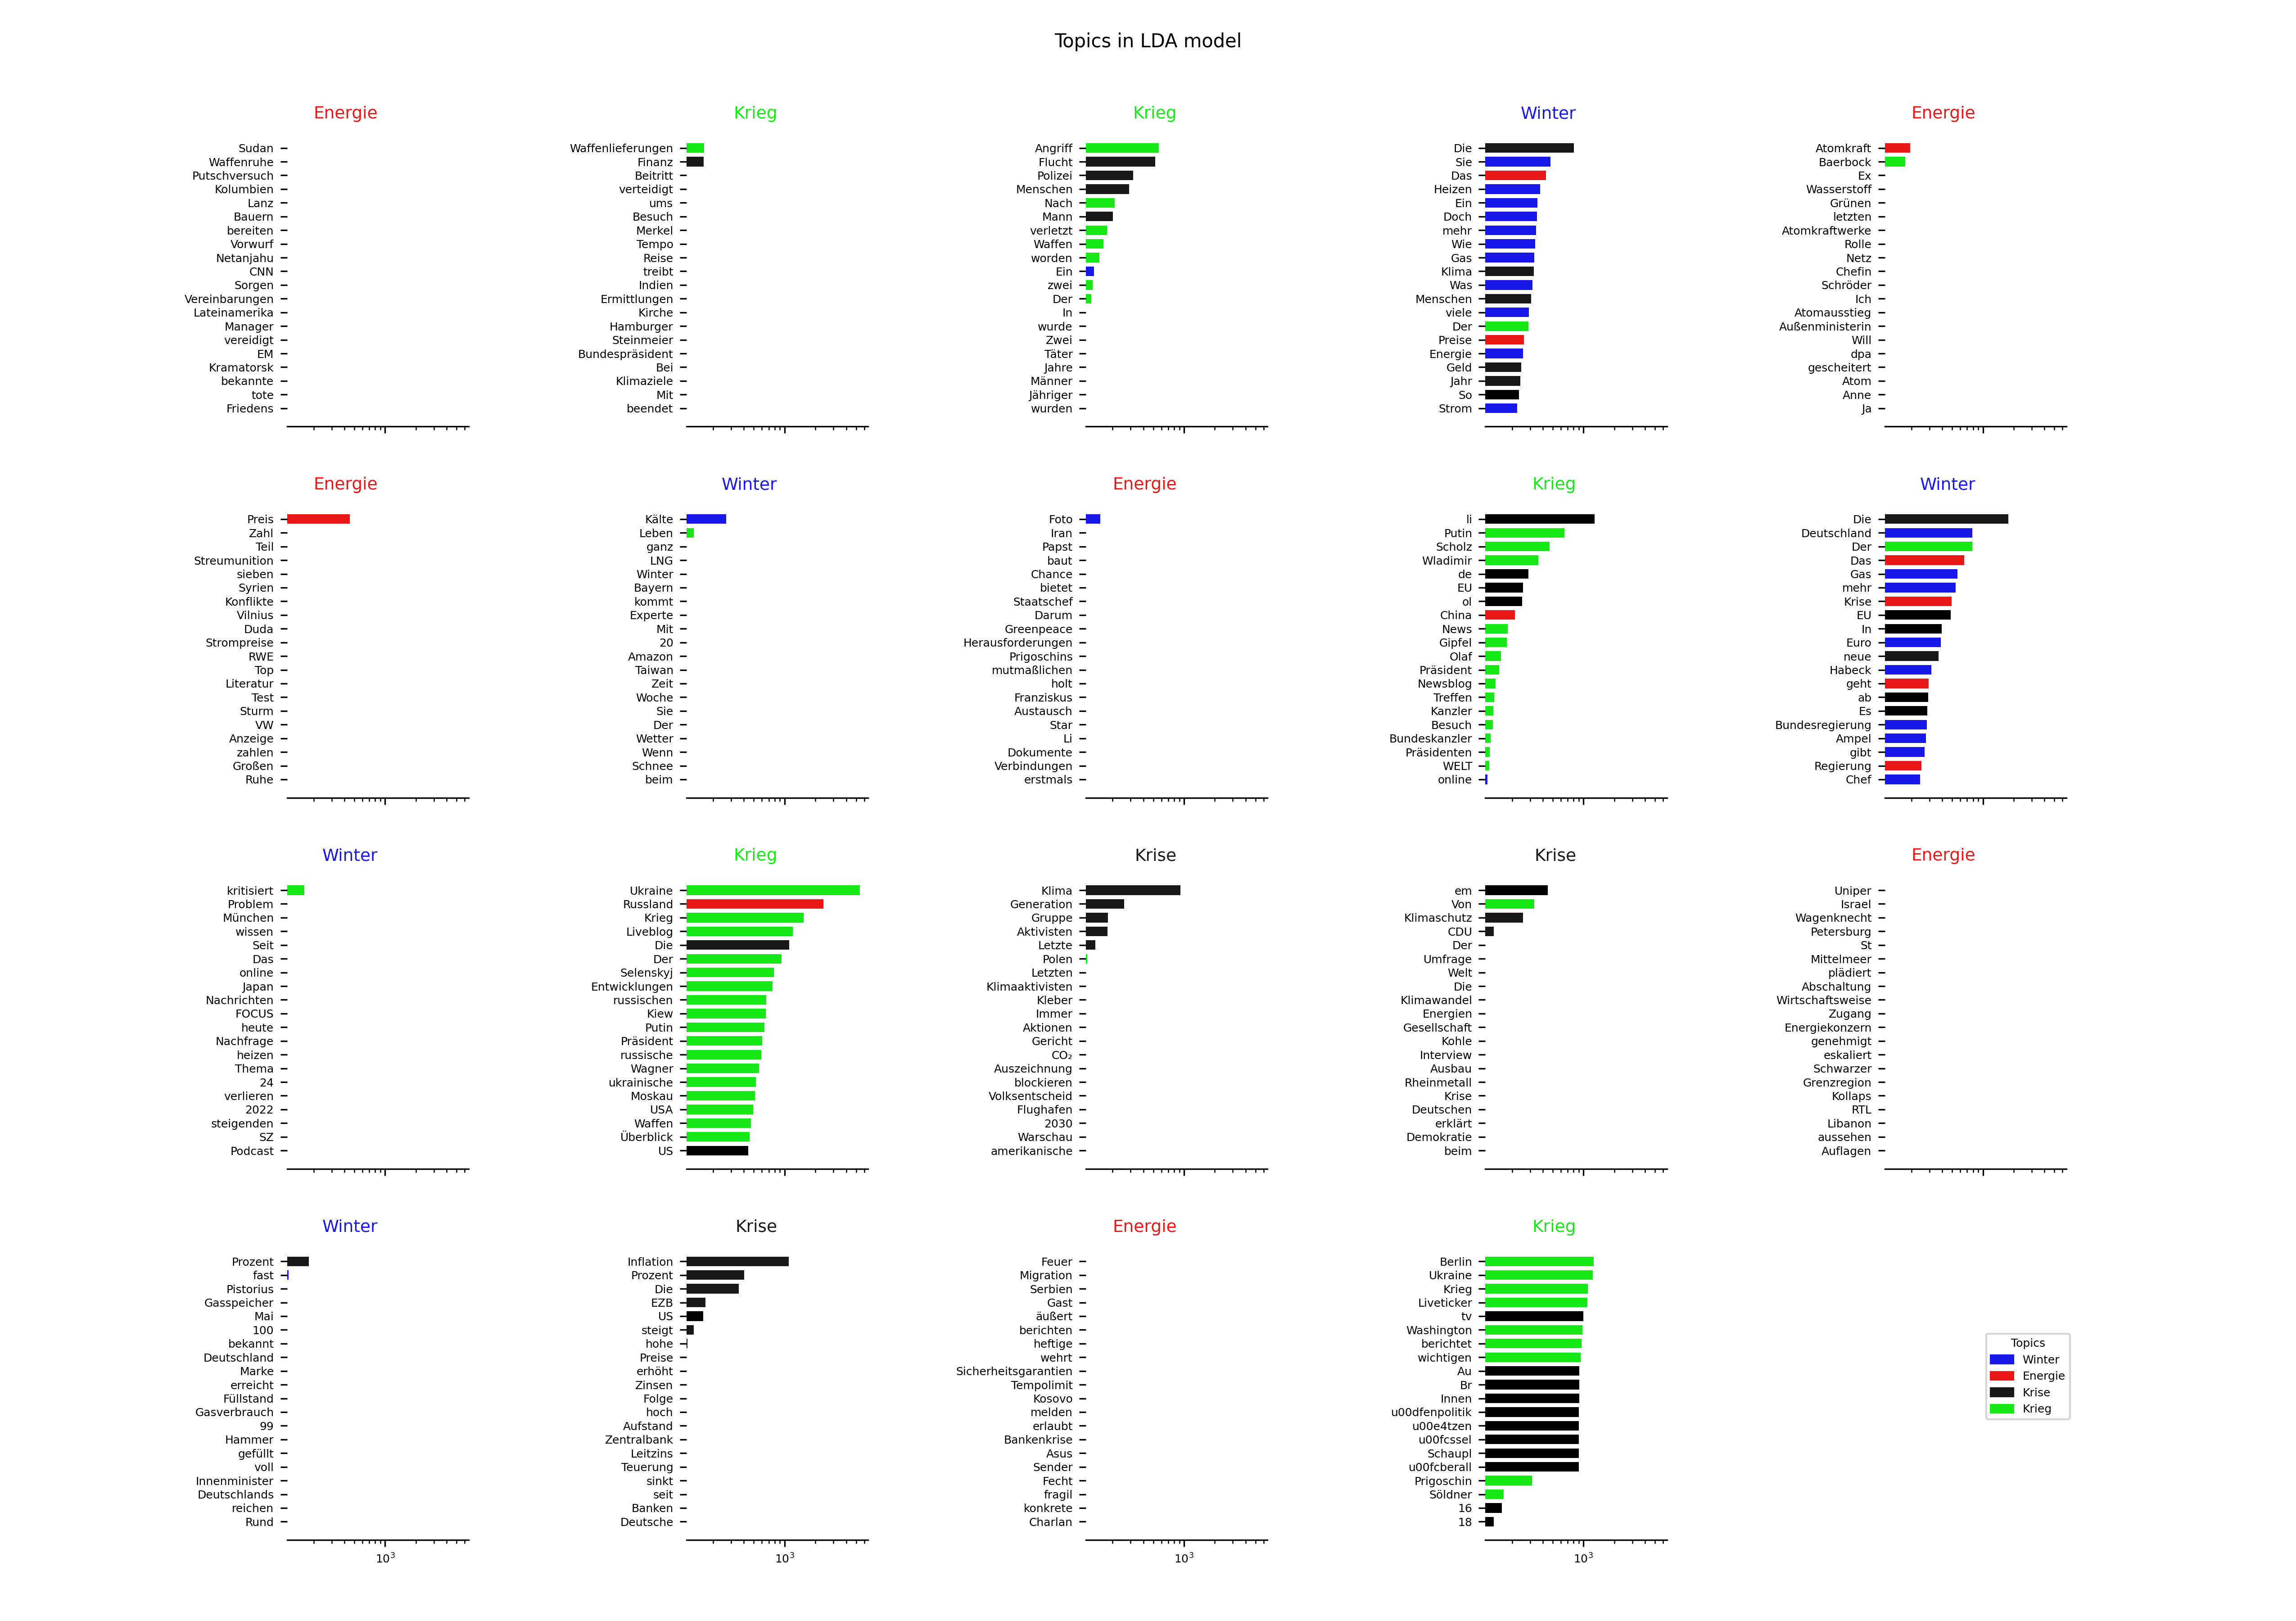 Topics in LDA model
Energie
Sudan
Waffenruhe
Putschversuch
Kolumbien
Lanz
Bauern
bereiten
Vorwurf
Netanjahu
CNN
Sorgen
Vereinbarungen
Lateinamerika
Manager
vereidigt
EM
Kramatorsk
bekannte
tote
Friedens
Krieg
Waffenlieferungen
Finanz
Beitritt
verteidigt
ums
Besuch
Merkel
Tempo
Reise
treibt
Indien
Ermittlungen
Kirche
Hamburger
Steinmeier
Bundespräsident
Bei
Klimaziele
Mit
beendet
Krieg
Angriff
Flucht
Polizei
Menschen
Nach
Mann
verletzt
Waffen
worden
Ein
zwei
Der
In
wurde
Zwei
Täter
Jahre
Männer
Jähriger
wurden
Winter
Die
Sie
Das
Heizen
Ein
Doch
mehr
Wie
Gas
Klima
Was
Menschen
viele
Der
Preise
Energie
Geld
Jahr
So
Strom
Energie
Atomkraft
Baerbock
Ex
Wasserstoff
Grünen
letzten
Atomkraftwerke
Rolle
Netz
Chefin
Schröder
Ich
Atomausstieg
Außenministerin
Will
dpa
gescheitert
Atom
Anne
Ja
Energie
Preis
Zahl
Teil
Streumunition
sieben
Syrien
Konflikte
Vilnius
Duda
Strompreise
RWE
Top
Literatur
Test
Sturm
VW
Anzeige
zahlen
Großen
Ruhe
Winter
Kälte
Leben
ganz
LNG
Winter
Bayern
kommt
Experte
Mit
20
Amazon
Taiwan
Zeit
Woche
Sie
Der
Wetter
Wenn
Schnee
beim
Energie
Foto
Iran
Papst
baut
Chance
bietet
Staatschef
Darum
Greenpeace
Herausforderungen
Prigoschins
mutmaßlichen
holt
Franziskus
Austausch
Star
Li
Dokumente
Verbindungen
erstmals
Krieg
li
Putin
Scholz
Wladimir
de
EU
ol
China
News
Gipfel
Olaf
Präsident
Newsblog
Treffen
Kanzler
Besuch
Bundeskanzler
Präsidenten
WELT
online
Winter
Die
Deutschland
Der
Das
Gas
mehr
Krise
EU
In
Euro
neue
Habeck
geht
ab
Es
Bundesregierung
Ampel
gibt
Regierung
Chef
Winter
kritisiert
Problem
München
wissen
Seit
Das
online
Japan
Nachrichten
FOCUS
heute
Nachfrage
heizen
Thema
24
verlieren
2022
steigenden
SZ
Podcast
Krieg
Ukraine
Russland
Krieg
Liveblog
Die
Der
Selenskyj
Entwicklungen
russischen
Kiew
Putin
Präsident
russische
Wagner
ukrainische
Moskau
USA
Waffen
Überblick
US
Krise
Klima
Generation
Gruppe
Aktivisten
Letzte
Polen
Letzten
Klimaaktivisten
Kleber
Immer
Aktionen
Gericht
CO₂
Auszeichnung
blockieren
Volksentscheid
Flughafen
2030
Warschau
amerikanische
Krise
em
Von
Klimaschutz
CDU
Der
Umfrage
Welt
Die
Klimawandel
Energien
Gesellschaft
Kohle
Interview
Ausbau
Rheinmetall
Krise
Deutschen
erklärt
Demokratie
beim
Energie
Uniper
Israel
Wagenknecht
Petersburg
St
Mittelmeer
plädiert
Abschaltung
Wirtschaftsweise
Zugang
Energiekonzern
genehmigt
eskaliert
Schwarzer
Grenzregion
Kollaps
RTL
Libanon
aussehen
Auflagen
Winter
Prozent
fast
Pistorius
Gasspeicher
Mai
100
bekannt
Deutschland
Marke
erreicht
Füllstand
Gasverbrauch
99
Hammer
gefüllt
voll
Innenminister
Deutschlands
reichen
Rund
10³
Krise
Inflation
Prozent
Die
EZB
US
steigt
hohe
Preise
erhöht
Zinsen
Folge
hoch
Aufstand
Zentralbank
Leitzins
Teuerung
sinkt
seit
Banken
Deutsche
10³
Energie
Feuer
Migration
Serbien
Gast
äußert
berichten
heftige
wehrt
Sicherheitsgarantien
Tempolimit
Kosovo
melden
erlaubt
Bankenkrise
Asus
Sender
Fecht
fragil
konkrete
Charlan
10³
Krieg
Berlin
Ukraine
Krieg
Liveticker
tv
Washington
berichtet
wichtigen
Au
Br
Innen
u00dfenpolitik
u00e4tzen
u00fcssel
Schaupl
u00fcberall
Prigoschin
Söldner
16
18
10³
Topics
Winter
Energie
Krise
Krieg